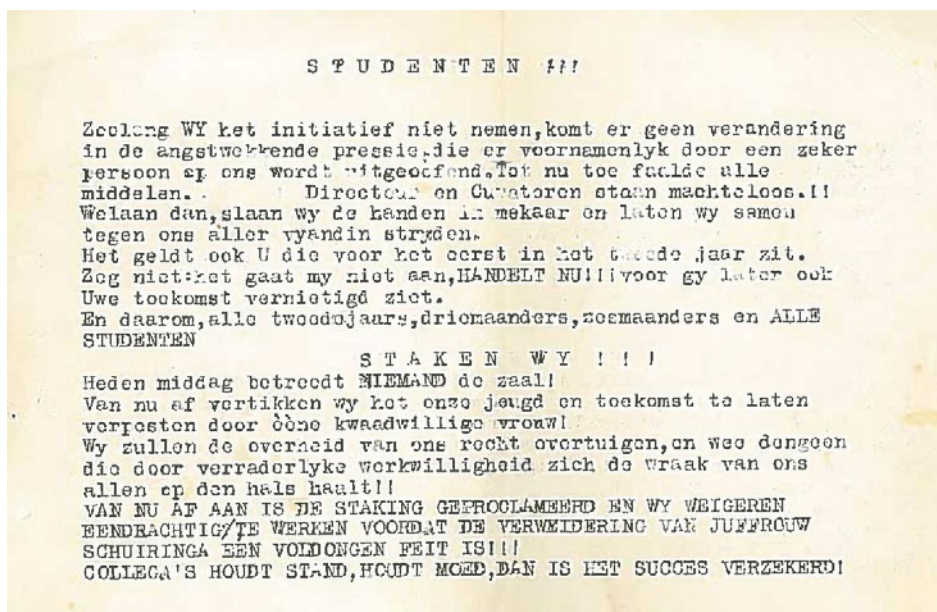 STUDENTEN !!!
Zoolang WY het initiatief niet nemen,komt er geen verandering
in de angstwekkende pressie,die er voornamenlyk door een zeker
persoon op ons wordt uitgeoefend.Tot nu toe faalde alle
middelen. Directeur en Curatoren staan machteloos.!!
Welaan dan,slaan wy de handen in mekaar en laten wy samen
tegen ons aller vyandin stryden.
Het geldt ook U die voor het eerst in het tweede jaar zit.
Zeg niet:het gaat my niet aan,HANDELT NU!!!!voor gy later ook
Uwe toekomst vernietigd ziet.
En daarom,alle tweedejaars,driemaanders,zesmaanders en ALLE
STUDENTEN
STAKEN WY !!!
Heden middag betreedt NIEMAND de zaal!
Van nu af vertikken wy het onze jeugd en toekomst te laten
verpesten door ééne kwaadwillige vrouw!
Wy zullen de overheid van ons recht overtuigen,en wee dengeen
die door verraderlyke werkwilligheid zich de wraak van ons
allen op den hals haalt!!
VAN NU AF AAN IS DE STAKING GEPROCLAMEERD EN WY WEIGEREN
EENDRACHTIG/TE WERKEN VOORDAT DE VERWEIDERING VAN JUFFROUW
SCHUIRINGA EEN VOLDONGEN FEIT IS!!!
COLLEGA'S HOUDT STAND,HOUDT MOED,DAN IS HET SUCCES VERZEKERD!